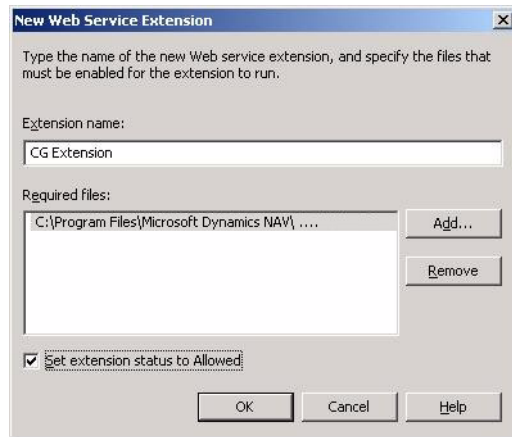 New Web Service Extension
Type the name of the new Web service extension, and specify the files that
must be enabled for the extension to run.
Extension name:
CG Extension
Required files:
C:\Program Files\Microsoft Dynamics NAV\ ....
Add...
Remove
Set extension status to Allowed
OK
Cancel
Help